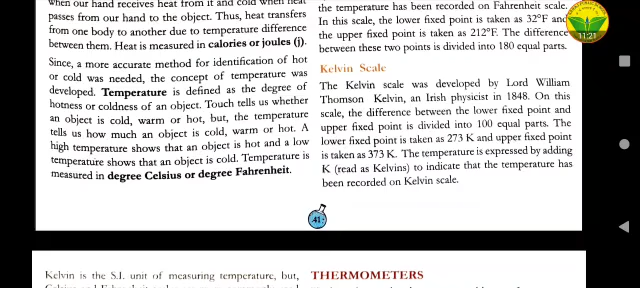 when our hand receives heat from it and cold when heat
passes from our hand to the object. Thus, heat transfers
from one body to another due to temperature difference
between them. Heat is measured in calories or joules (j).
Since, a more accurate method for identification of hot
or cold was needed, the concept of temperature was
developed. Temperature is defined as the degree of
hotness or coldness of an object. Touch tells us whether
an object is cold, warm or hot, but, the temperature
tells us how much an object is cold, warm or hot. A
high temperature shows that an object is hot and a low
temperature shows that an object is cold. Temperature is
measured in degree Celsius or degree Fahrenheit.
the temperature has been recorded on Fahrenheit scale.
In this scale, the lower fixed point is taken as 32°F and
the upper fixed point is taken as 212°F. The difference
between these two points is divided into 180 equal parts.
Kelvin Scale
The Kelvin scale was developed by Lord William
Thomson Kelvin, an Irish physicist in 1848. On this
scale, the difference between the lower fixed point and
upper fixed point is divided into 100 equal parts. The
lower fixed point is taken as 273 K and upper fixed point
is taken as 373 K. The temperature is expressed by adding
K (read as Kelvins) to indicate that the temperature has
been recorded on Kelvin scale.
41
11:21
Kelvin is the S.I. unit of measuring temperature, but,
THERMOMETERS